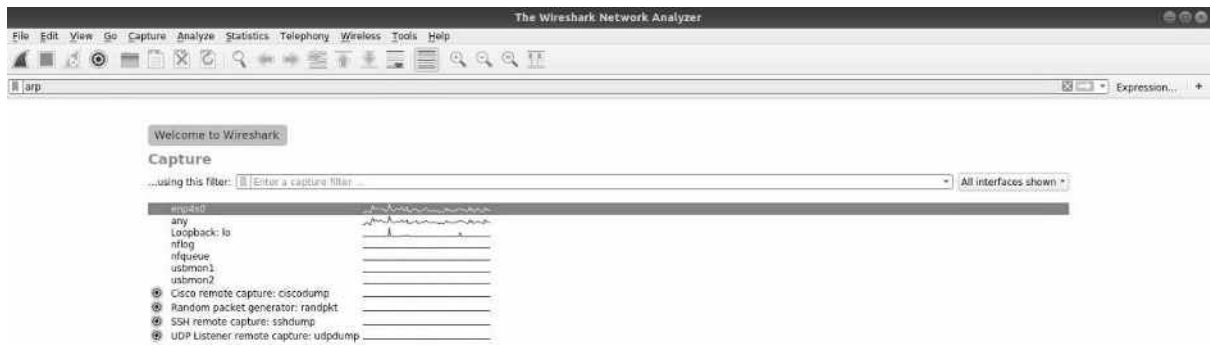 The Wireshark Network Analyzer
File Edit View Go Capture Analyze Statistics Telephony Wireless Tools Help
arp
Expression... +
Welcome to Wireshark
Capture
...using this filter: Enter a capture filter ... All interfaces shown
enp4s0
any
Loopback: lo
nflog
nfqueue
usbmon1
usbmon2
Cisco remote capture: ciscodump
Random packet generator: randpkt
SSH remote capture: sshdump
UDP Listener remote capture: udpdump